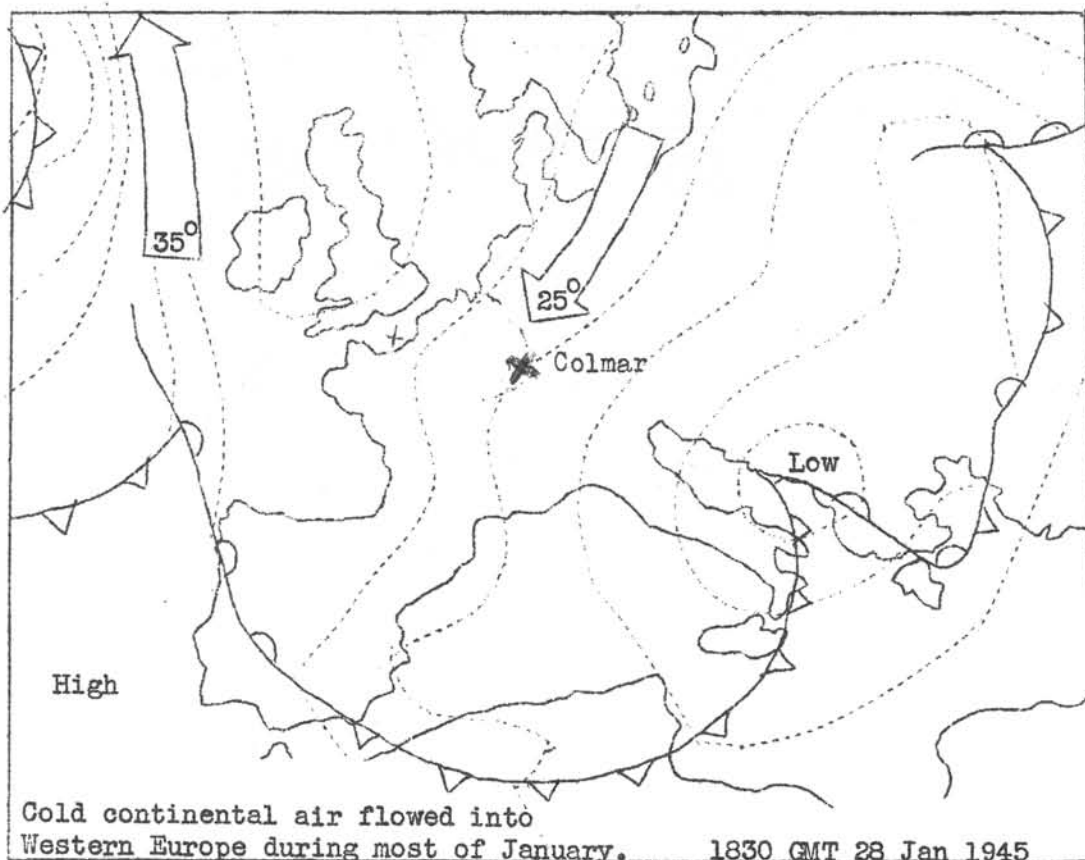 35°
25°
Colmar
Low
High
Cold continental air flowed into
Western Europe during most of January. 1830 GMT 28 Jan 1945